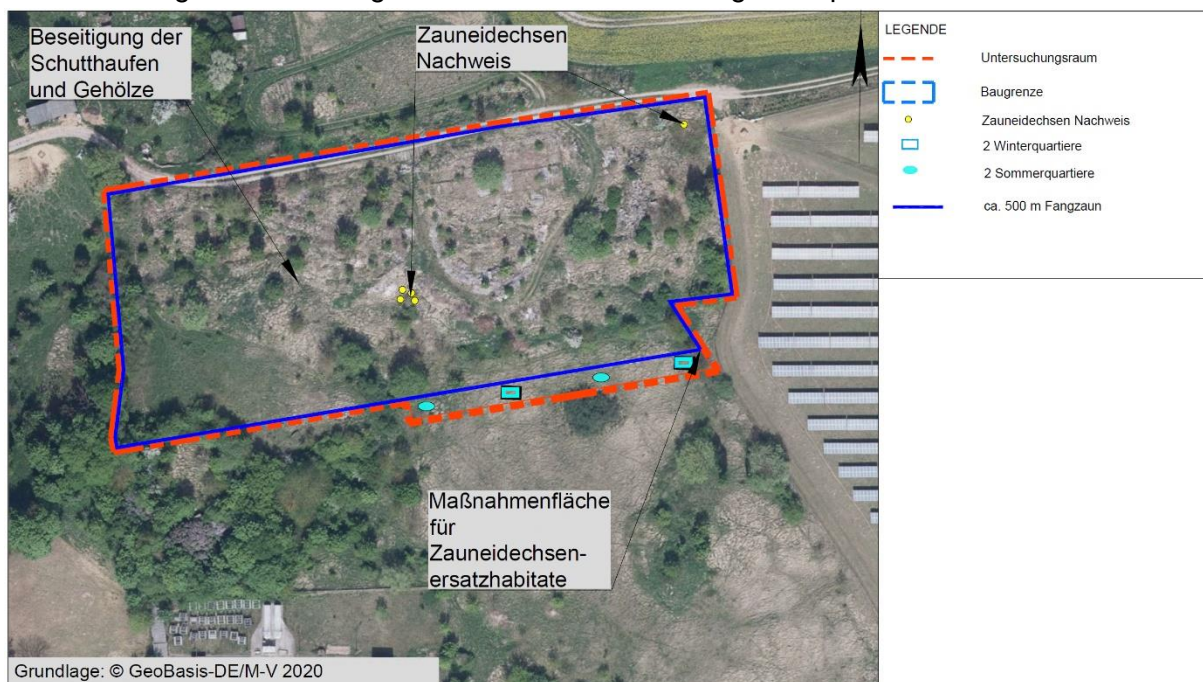 Beseitigung der
Schutthaufen
und Gehölze
Zauneidechsen
Nachweis
LEGENDE
Untersuchungsraum
Baugrenze
Zauneidechsen Nachweis
2 Winterquartiere
2 Sommerquartiere
ca. 500 m Fangzaun
Maßnahmenfläche
für
Zauneidechsen-
ersatzhabitate
Grundlage: © GeoBasis-DE/M-V 2020